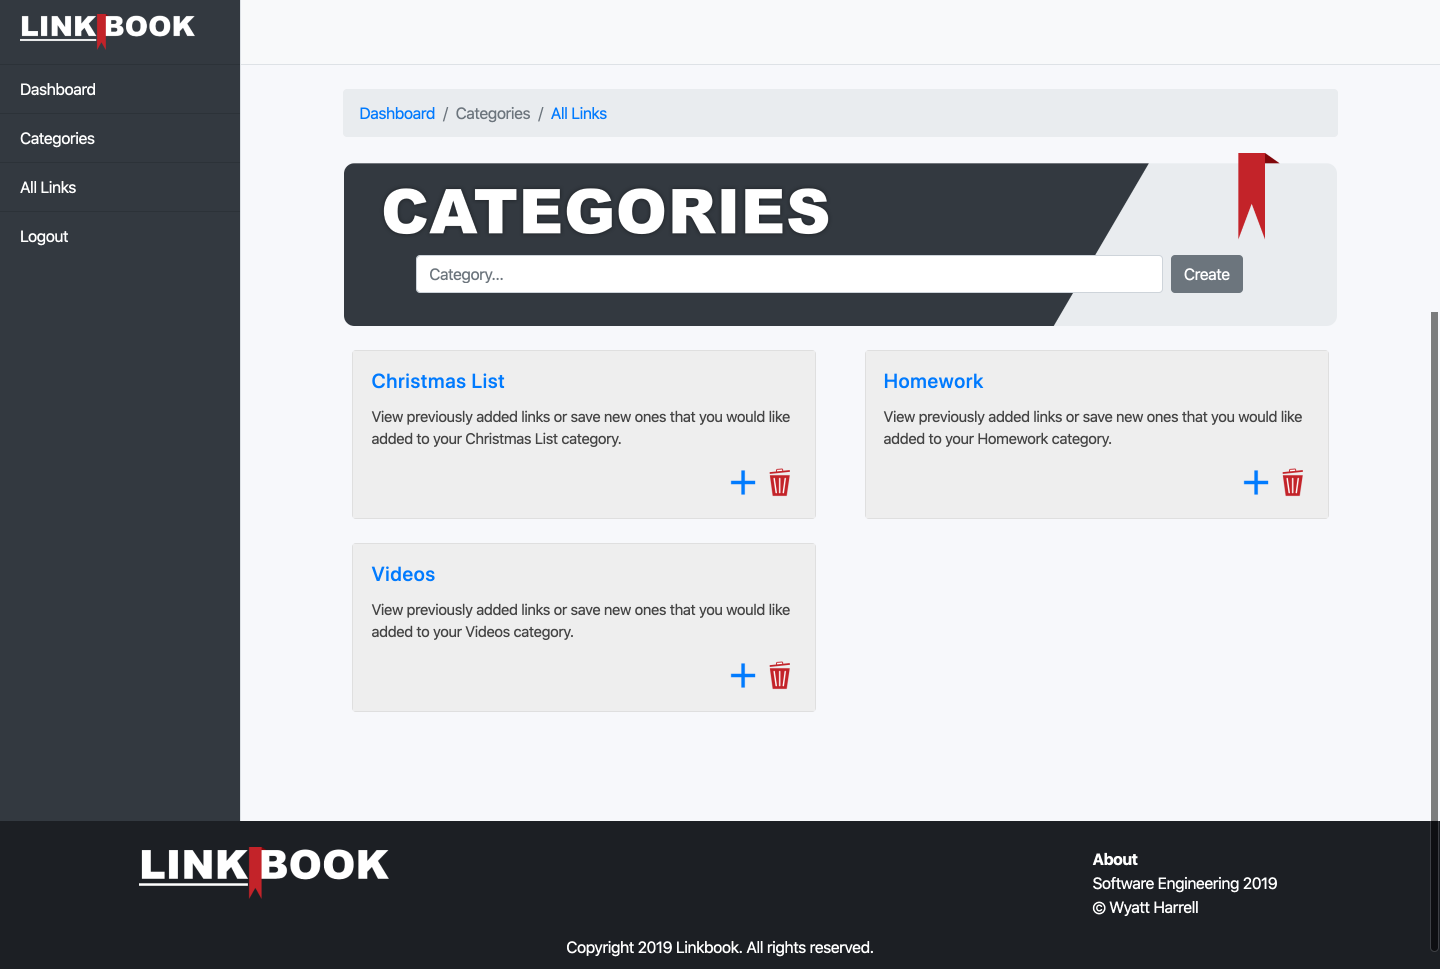 LINK BOOK
Dashboard
Categories
All Links
Logout
Dashboard / Categories / All Links
CATEGORIES
Category...
Create
Christmas List
View previously added links or save new ones that you would like
added to your Christmas List category.
Homework
View previously added links or save new ones that you would like
added to your Homework category.
Videos
View previously added links or save new ones that you would like
added to your Videos category.
LINK BOOK
About
Software Engineering 2019
© Wyatt Harrell
Copyright 2019 Linkbook. All rights reserved.